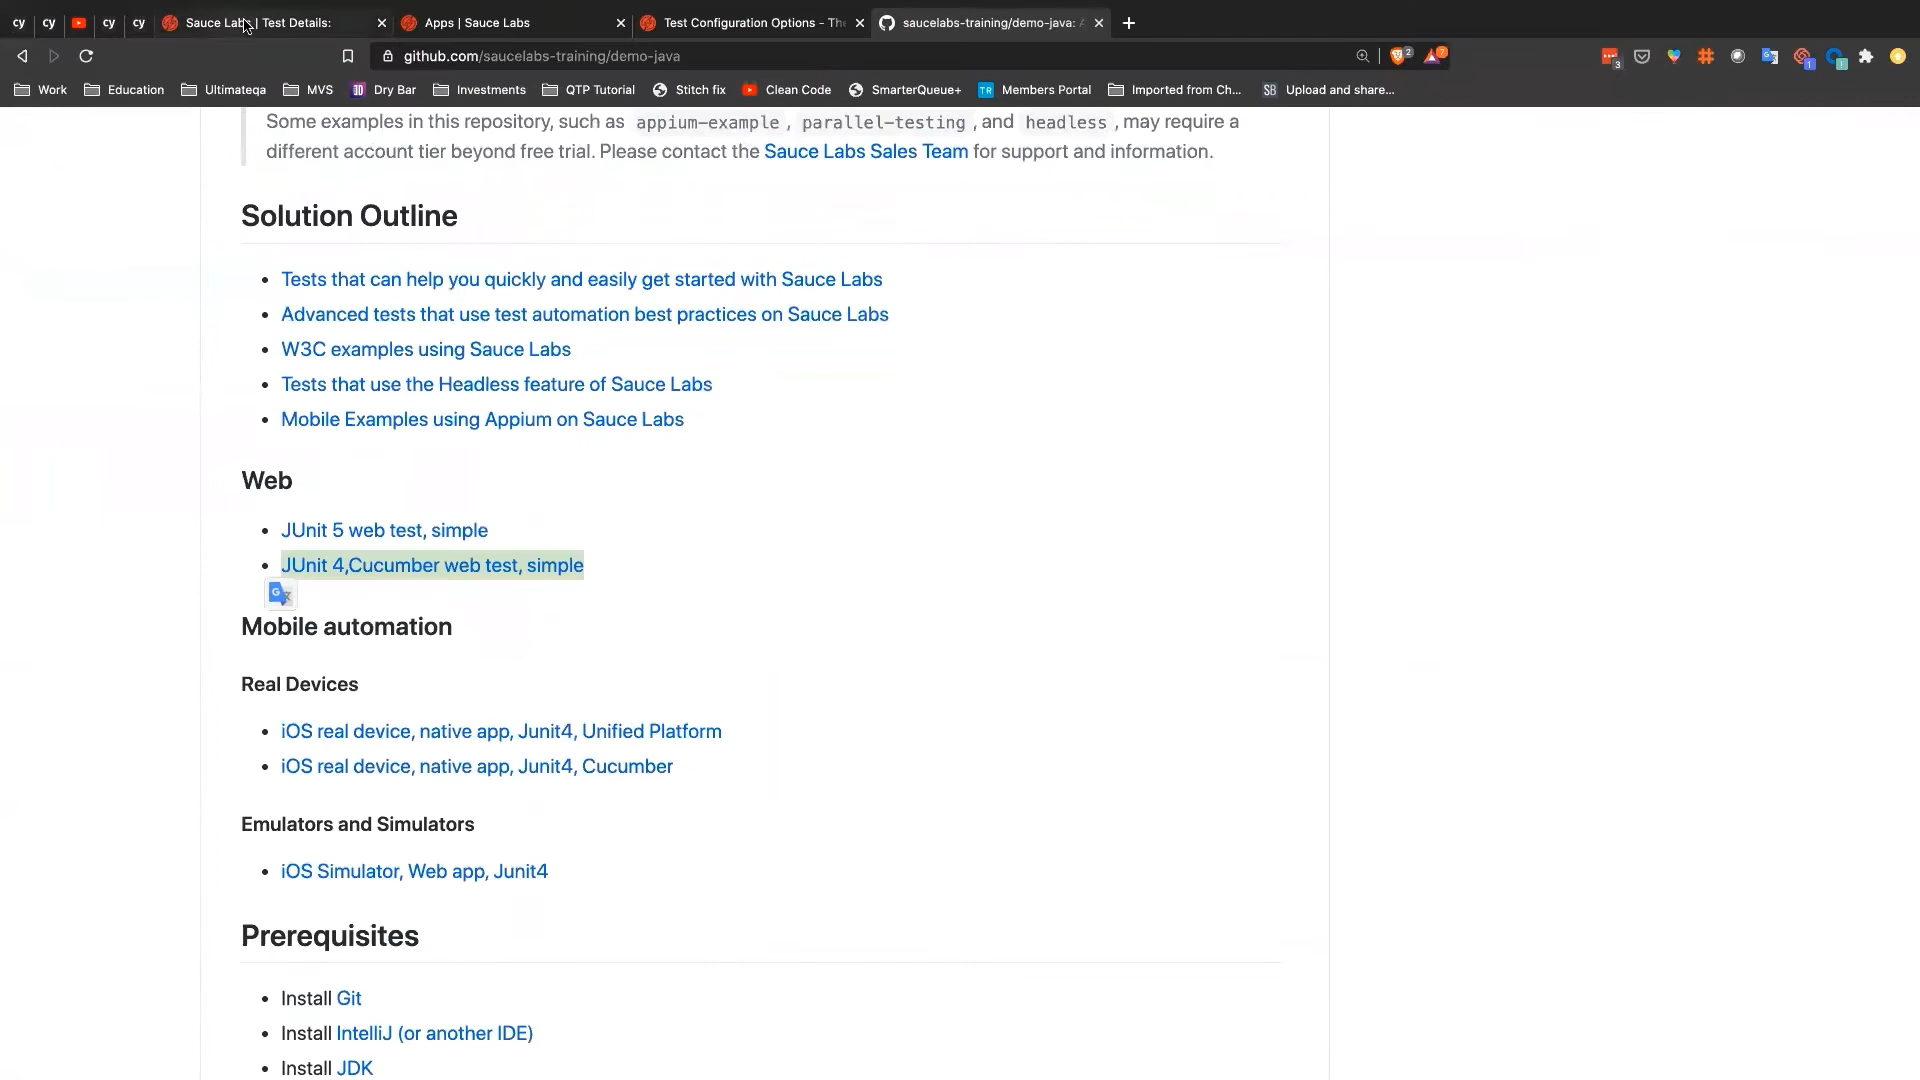 cy cy cy cy Sauce Labs | Test Details: Apps | Sauce Labs Test Configuration Options - Th saucelabs-training/demo-java: A
github.com/saucelabs-training/demo-java 2 7 3 1
Work Education Ultimateqa MVS Dry Bar Investments QTP Tutorial Stitch fix Clean Code SmarterQueue+ TR Members Portal Imported from Ch... SB Upload and share...
Some examples in this repository, such as appium-example, parallel-testing, and headless, may require a
different account tier beyond free trial. Please contact the Sauce Labs Sales Team for support and information.
Solution Outline
• Tests that can help you quickly and easily get started with Sauce Labs
• Advanced tests that use test automation best practices on Sauce Labs
• W3C examples using Sauce Labs
• Tests that use the Headless feature of Sauce Labs
• Mobile Examples using Appium on Sauce Labs
Web
• JUnit 5 web test, simple
• JUnit 4,Cucumber web test, simple
Mobile automation
Real Devices
• iOS real device, native app, Junit4, Unified Platform
• iOS real device, native app, Junit4, Cucumber
Emulators and Simulators
• iOS Simulator, Web app, Junit4
Prerequisites
• Install Git
• Install IntelliJ (or another IDE)
• Install JDK